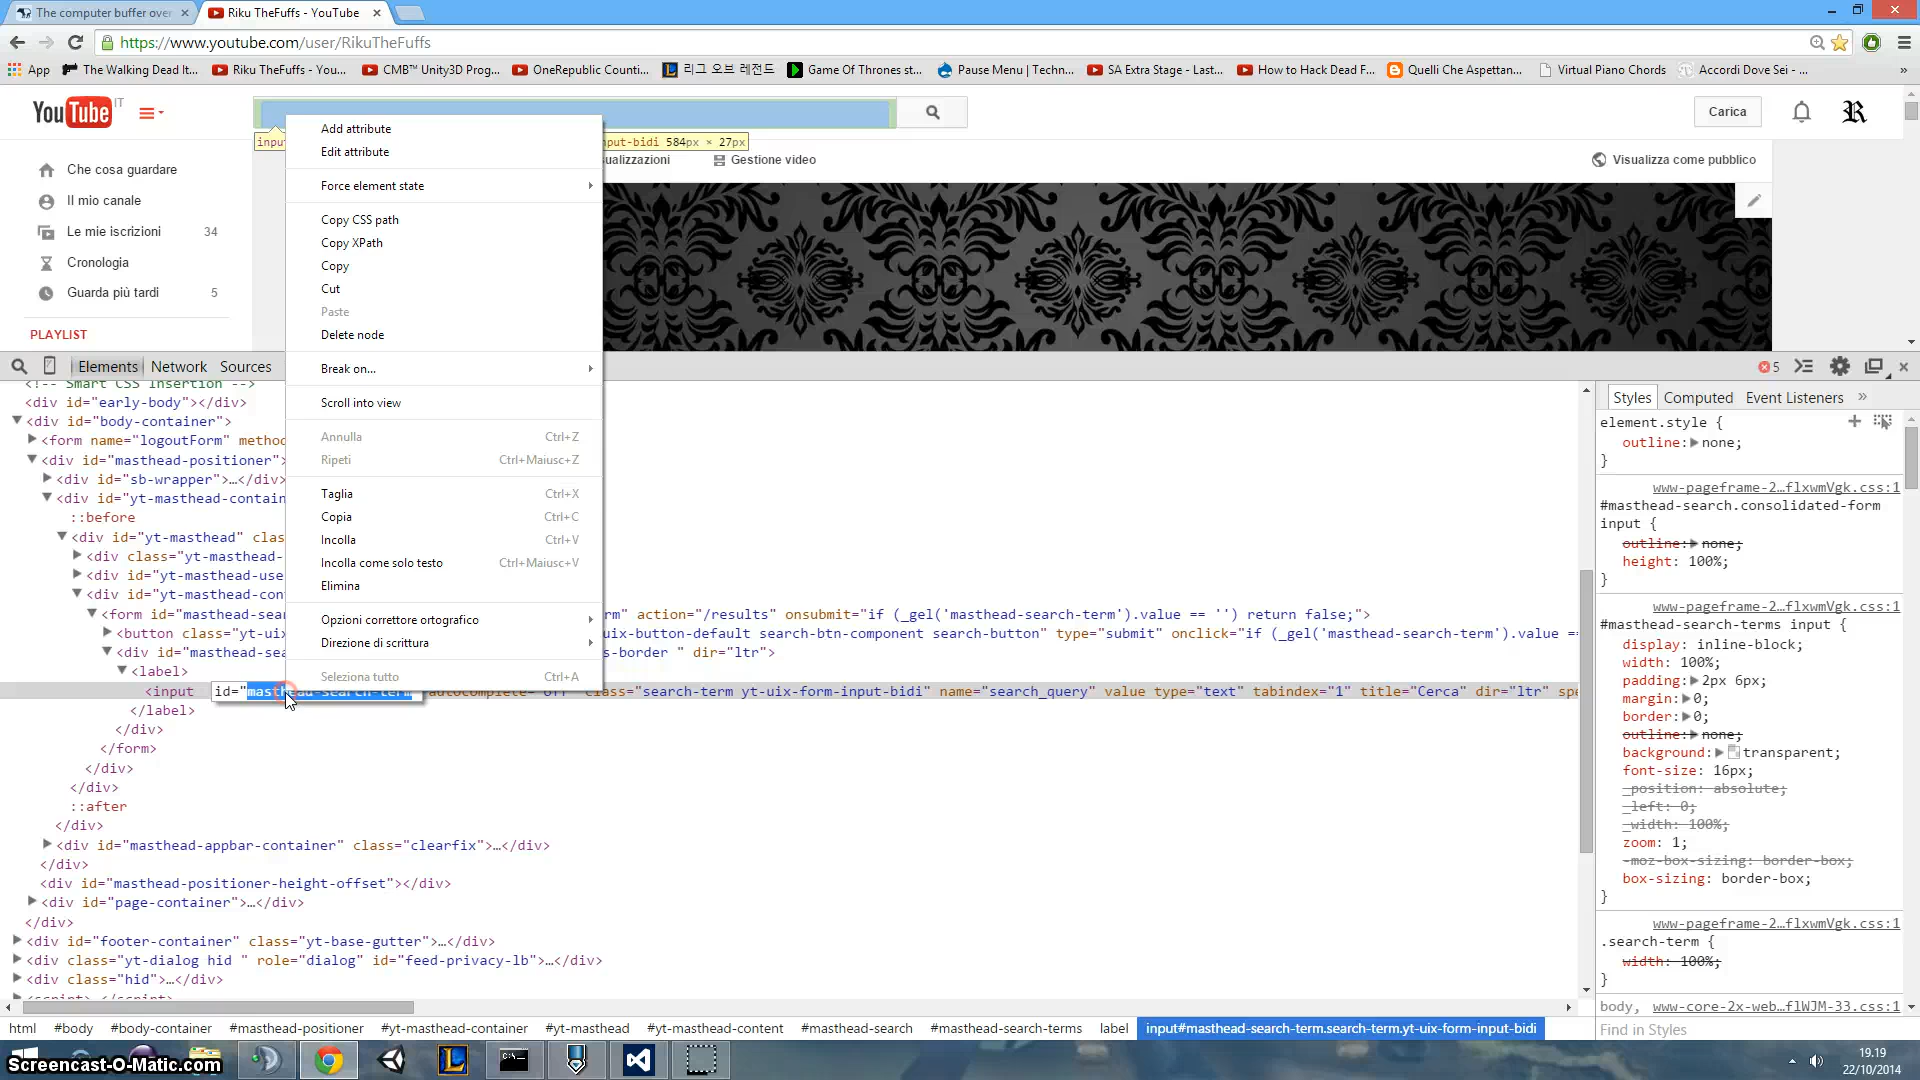 The computer buffer over
Riku TheFuffs - YouTube
https://www.youtube.com/user/RikuTheFuffs
App
The Walking Dead It...
Riku TheFuffs - You...
CMB™ Unity3D Prog...
OneRepublic Counti...
리그 오브 레전드
Game Of Thrones st...
Pause Menu | Techn...
SA Extra Stage - Last...
How to Hack Dead F...
Quelli Che Aspettan...
Virtual Piano Chords
Accordi Dove Sei - ...
»
YouTube IT
Carica
R
Che cosa guardare
Il mio canale
Le mie iscrizioni 34
Cronologia
Guarda più tardi 5
PLAYLIST
input
nput-bidi 584px × 27px
ualizzazioni
Gestione video
Visualizza come pubblico
Add attribute
Edit attribute
Force element state
Copy CSS path
Copy XPath
Copy
Cut
Paste
Delete node
Break on...
Scroll into view
Annulla Ctrl+Z
Ripeti Ctrl+Maiusc+Z
Taglia Ctrl+X
Copia Ctrl+C
Incolla Ctrl+V
Incolla come solo testo Ctrl+Maiusc+V
Elimina
Opzioni correttore ortografico
Direzione di scrittura
Seleziona tutto Ctrl+A
Elements Network Sources
5
<!-- Smart CSS Insertion -->
<div id="early-body"></div>
<div id="body-container">
<form name="logoutForm" metho
<div id="masthead-positioner">
<div id="sb-wrapper">…</div>
<div id="yt-masthead-contain
::before
<div id="yt-masthead" clas
<div class="yt-masthead-
<div id="yt-masthead-use
<div id="yt-masthead-con
<form id="masthead-sea rm" action="/results" onsubmit="if (_gel('masthead-search-term').value == '') return false;">
<button class="yt-uix uix-button-default search-btn-component search-button" type="submit" onclick="if (_gel('masthead-search-term').value ==
<div id="masthead-sea s-border " dir="ltr">
<label>
<input id="masthead-search-term autocomplete="off" class="search-term yt-uix-form-input-bidi" name="search_query" value type="text" tabindex="1" title="Cerca" dir="ltr" spe
</label>
</div>
</form>
</div>
</div>
::after
</div>
<div id="masthead-appbar-container" class="clearfix">…</div>
</div>
<div id="masthead-positioner-height-offset"></div>
<div id="page-container">…</div>
</div>
<div id="footer-container" class="yt-base-gutter">…</div>
<div class="yt-dialog hid " role="dialog" id="feed-privacy-lb">…</div>
<div class="hid">…</div>
<script>…</script>
Styles Computed Event Listeners »
element.style {
outline: none;
}
www-pageframe-2…flxwmVgk.css:1
#masthead-search.consolidated-form
input {
outline: none;
height: 100%;
}
www-pageframe-2…flxwmVgk.css:1
#masthead-search-terms input {
display: inline-block;
width: 100%;
padding: 2px 6px;
margin: 0;
border: 0;
outline: none;
background: transparent;
font-size: 16px;
_position: absolute;
_left: 0;
_width: 100%;
zoom: 1;
-moz-box-sizing: border-box;
box-sizing: border-box;
}
www-pageframe-2…flxwmVgk.css:1
.search-term {
width: 100%;
}
body, www-core-2x-web…flWJM-33.css:1
Find in Styles
html #body #body-container #masthead-positioner #yt-masthead-container #yt-masthead #yt-masthead-content #masthead-search #masthead-search-terms label input#masthead-search-term.search-term.yt-uix-form-input-bidi
Screencast-O-Matic.com
L
19.19
22/10/2014